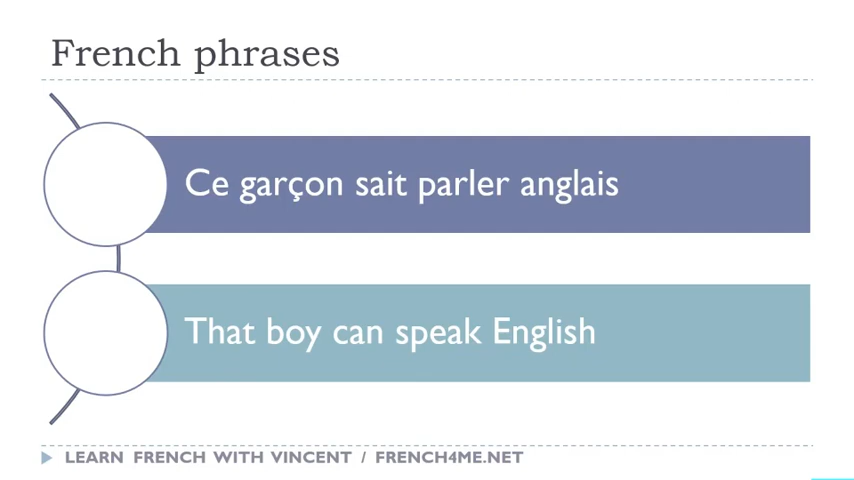 French phrases
Ce garçon sait parler anglais
That boy can speak English
LEARN FRENCH WITH VINCENT / FRENCH4ME.NET